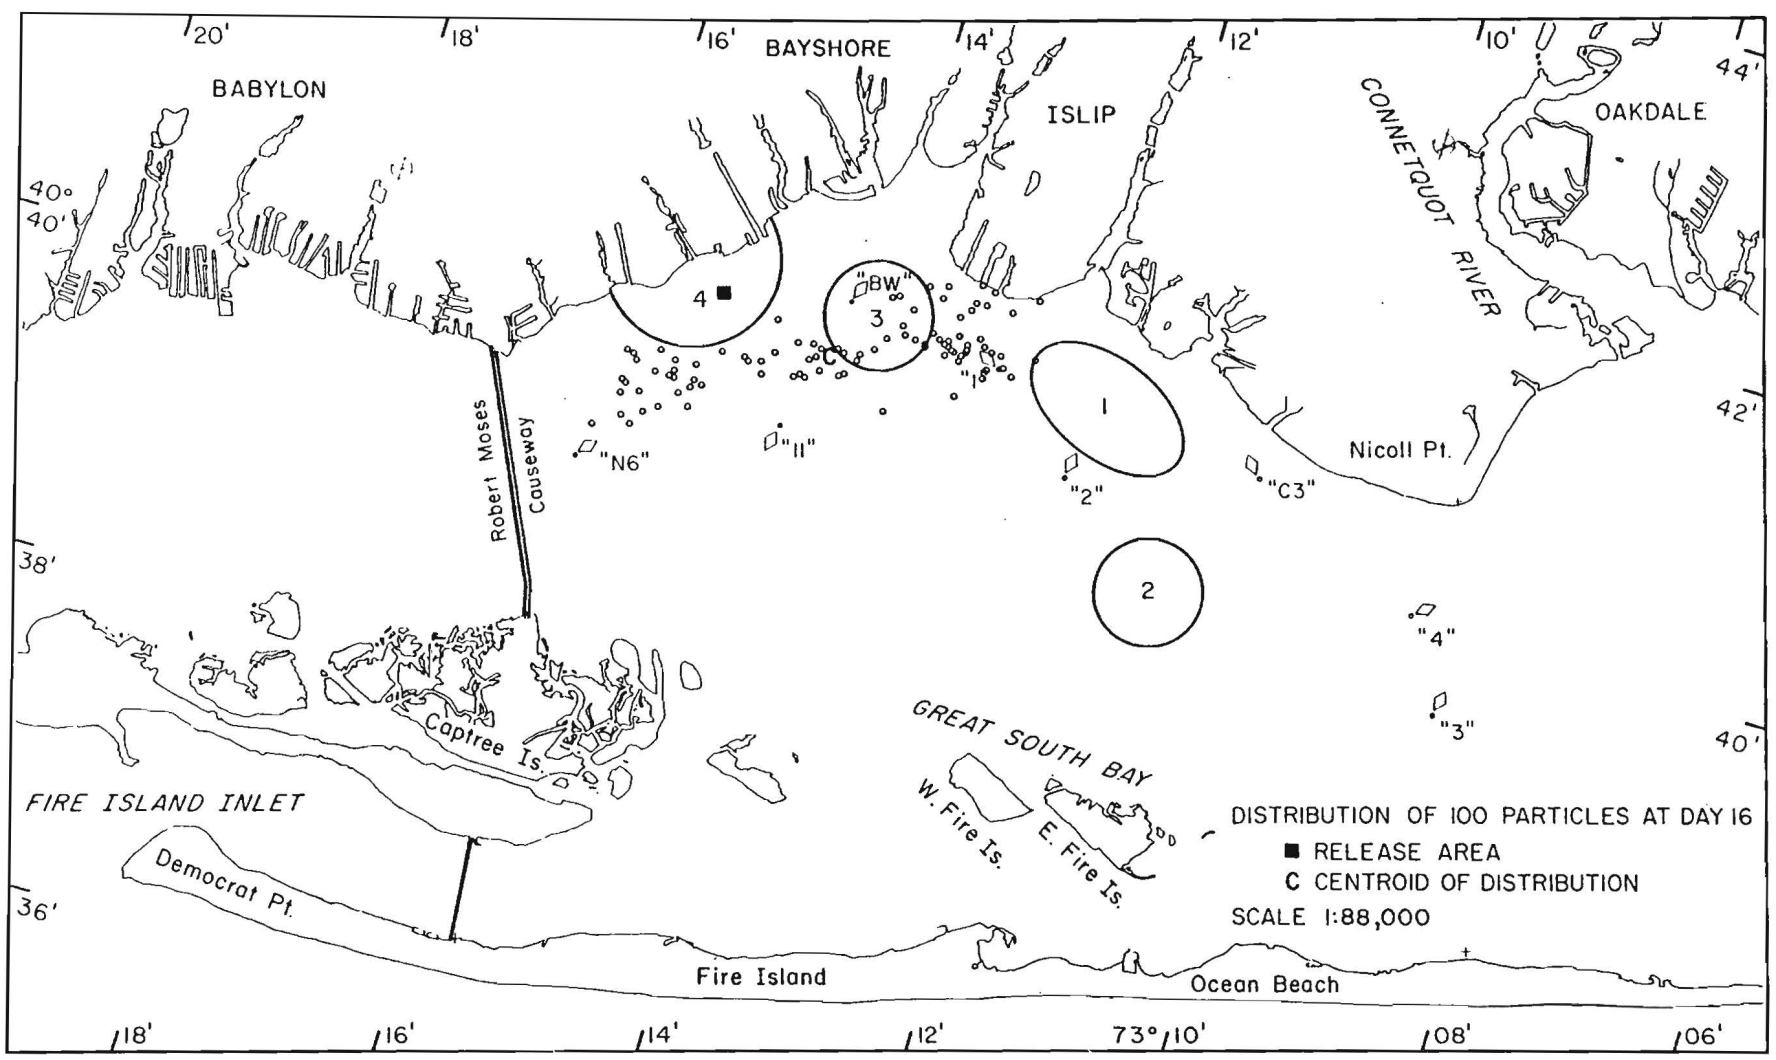 20' 18' 16' 14' 12' 10'
BAYSHORE
44'
BABYLON
ISLIP
OAKDALE
CONNETQUOT RIVER
40°
40'
"BW"
4
3
C
"1"
1
42'
Robert Moses
Causeway
"N6"
"11"
Nicoll Pt.
"2"
"C3"
38'
2
"4"
"3"
Captree Is.
GREAT SOUTH BAY
40'
W. Fire Is.
E. Fire Is.
FIRE ISLAND INLET
DISTRIBUTION OF 100 PARTICLES AT DAY 16
RELEASE AREA
C CENTROID OF DISTRIBUTION
SCALE 1:88,000
Democrat Pt.
36'
Fire Island
Ocean Beach
18' 16' 14' 12' 73° 10' 08' 06'